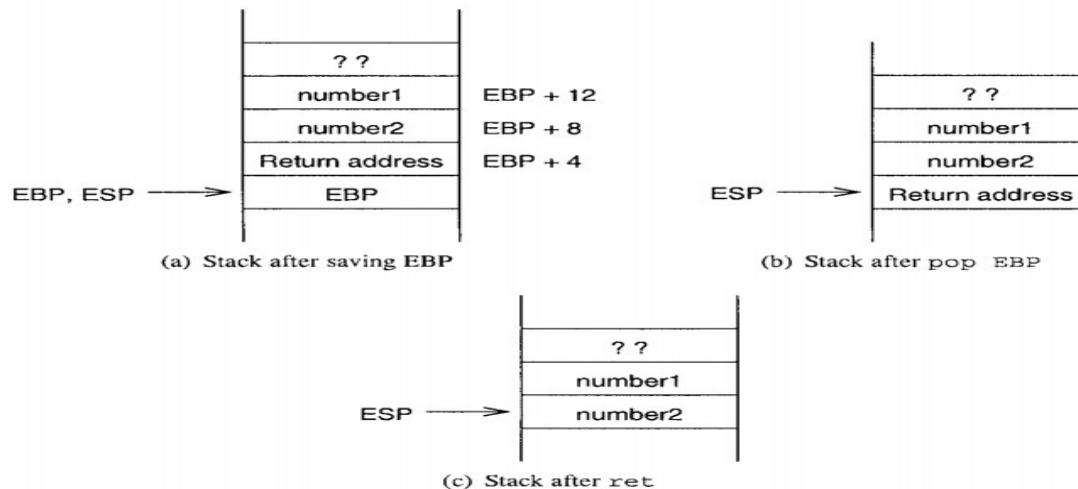 ? ?
number1 EBP + 12
number2 EBP + 8
Return address EBP + 4
EBP, ESP EBP
(a) Stack after saving EBP
? ?
number1
number2
ESP Return address
(b) Stack after pop EBP
? ?
number1
ESP number2
(c) Stack after ret